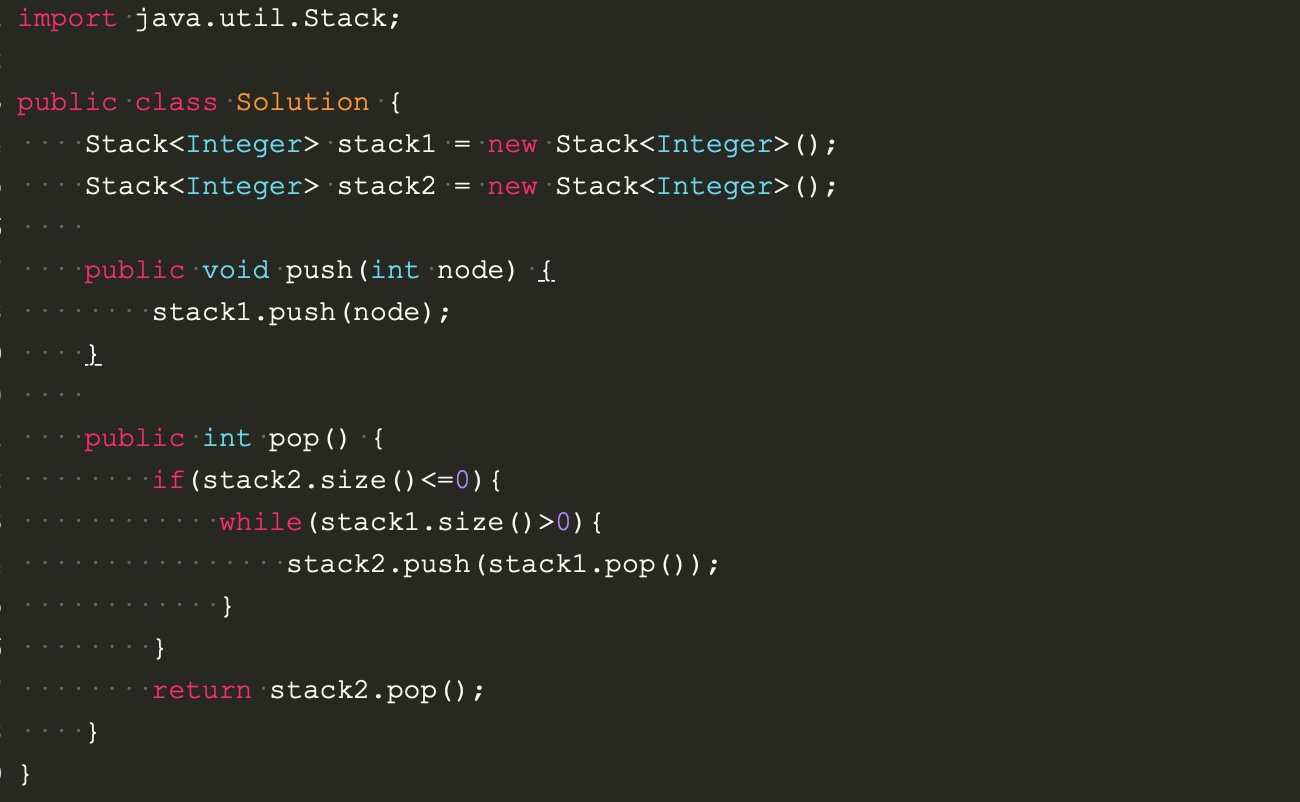 import java.util.Stack;
public class Solution {
    Stack<Integer> stack1 = new Stack<Integer>();
    Stack<Integer> stack2 = new Stack<Integer>();
    public void push(int node) {
        stack1.push(node);
    }
    public int pop() {
        if(stack2.size()<=0){
            while(stack1.size()>0){
                stack2.push(stack1.pop());
            }
        }
        return stack2.pop();
    }
}